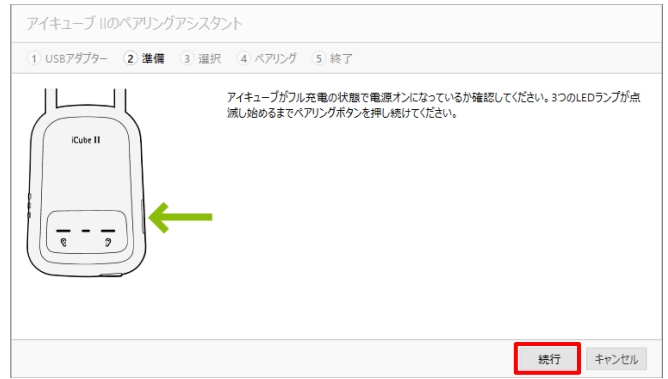 アイキューブ IIのペアリングアシスタント
1 USBアダプター 2 準備 3 選択 4 ペアリング 5 終了
アイキューブがフル充電の状態で電源オンになっているか確認してください。3つのLEDランプが点
滅し始めるまでペアリングボタンを押し続けてください。
iCube II
続行 キャンセル